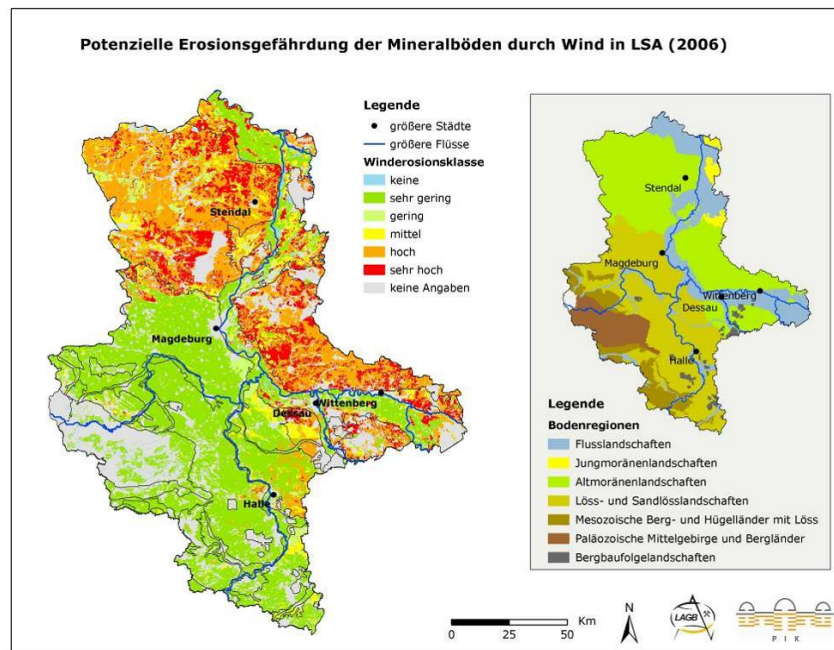 Potenzielle Erosionsgefährdung der Mineralböden durch Wind in LSA (2006)
Legende
größere Städte
größere Flüsse
Winderosionsklasse
keine
sehr gering
gering
mittel
hoch
sehr hoch
keine Angaben
Stendal
Magdeburg
Dessau
Wittenberg
Halle
Stendal
Magdeburg
Wittenberg
Dessau
Halle
Legende
Bodenregionen
Flusslandschaften
Jungmoränenlandschaften
Altmoränenlandschaften
Löss- und Sandlösslandschaften
Mesozoische Berg- und Hügelländer mit Löss
Paläozoische Mittelgebirge und Bergländer
Bergbaufolgelandschaften
0 25 50 Km
N
LAGB
P I K